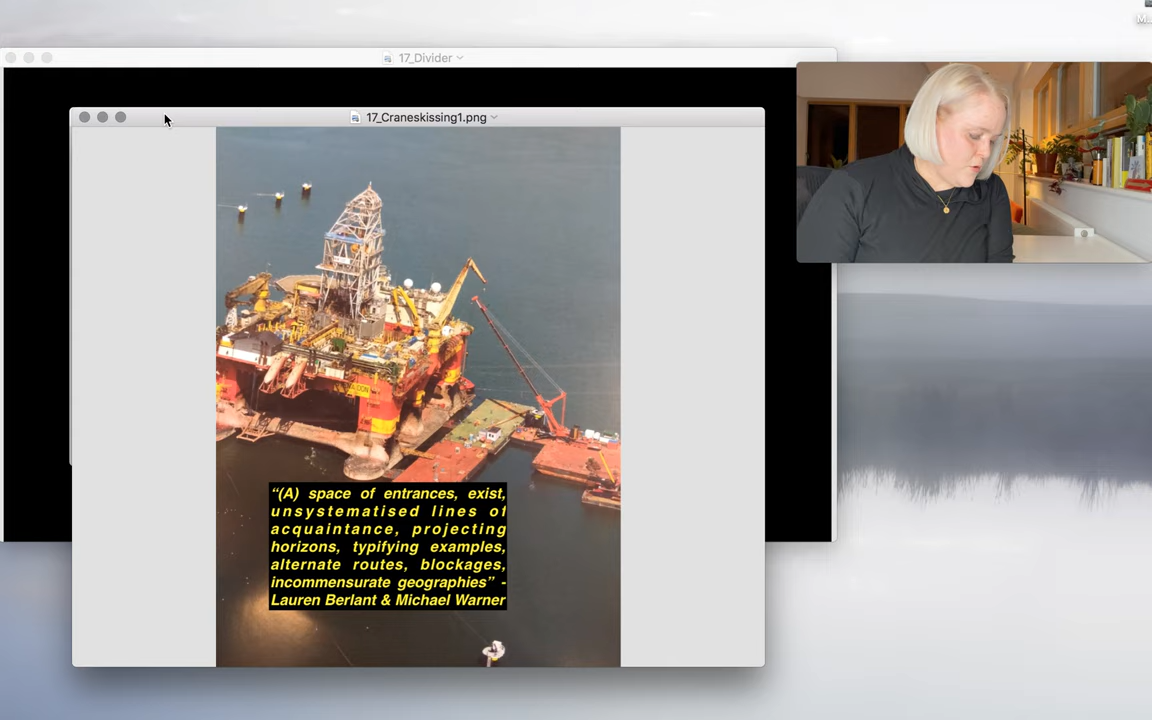 17_Divider
M...
17_Craneskissing1.png
“(A) space of entrances, exist,
unsystematised lines of
acquaintance, projecting
horizons, typifying examples,
alternate routes, blockages,
incommensurate geographies” -
Lauren Berlant & Michael Warner